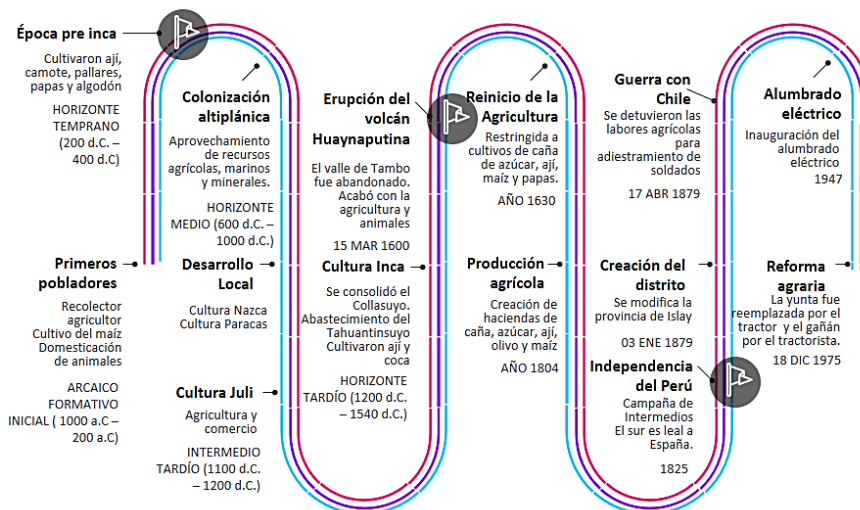 Época pre inca
Cultivaron ají,
camote, pallares,
papas y algodón
HORIZONTE
TEMPRANO
(200 d.C. –
400 d.C)
Primeros
pobladores
Recolector
agricultor
Cultivo del maíz
Domesticación
de animales
ARCAICO
FORMATIVO
INICIAL ( 1000 a.C –
200 a.C)
Colonización
altiplánica
Aprovechamiento
de recursos
agrícolas, marinos
y minerales.
HORIZONTE
MEDIO (600 d.C. –
1000 d.C.)
Desarrollo
Local
Cultura Nazca
Cultura Paracas
Cultura Juli
Agricultura y
comercio
INTERMEDIO
TARDÍO (1100 d.C.
– 1200 d.C.)
Erupción del
volcán
Huaynaputina
El valle de Tambo
fue abandonado.
Acabó con la
agricultura y
animales
15 MAR 1600
Cultura Inca
Se consolidó el
Collasuyo.
Abastecimiento del
Tahuantinsuyo
Cultivaron ají y
coca
HORIZONTE
TARDÍO (1200 d.C.
– 1540 d.C.)
Reinicio de la
Agricultura
Restringida a
cultivos de caña
de azúcar, ají,
maíz y papas.
AÑO 1630
Producción
agrícola
Creación de
haciendas de
caña, azúcar, ají,
olivo y maíz
AÑO 1804
Guerra con
Chile
Se detuvieron las
labores agrícolas
para
adiestramiento de
soldados
17 ABR 1879
Creación del
distrito
Se modifica la
provincia de Islay
03 ENE 1879
Independencia
del Perú
Campaña de
Intermedios
El sur es leal a
España.
1825
Alumbrado
eléctrico
Inauguración del
alumbrado
eléctrico
1947
Reforma
agraria
La yunta fue
reemplazada por el
tractor y el gañán
por el tractorista.
18 DIC 1975